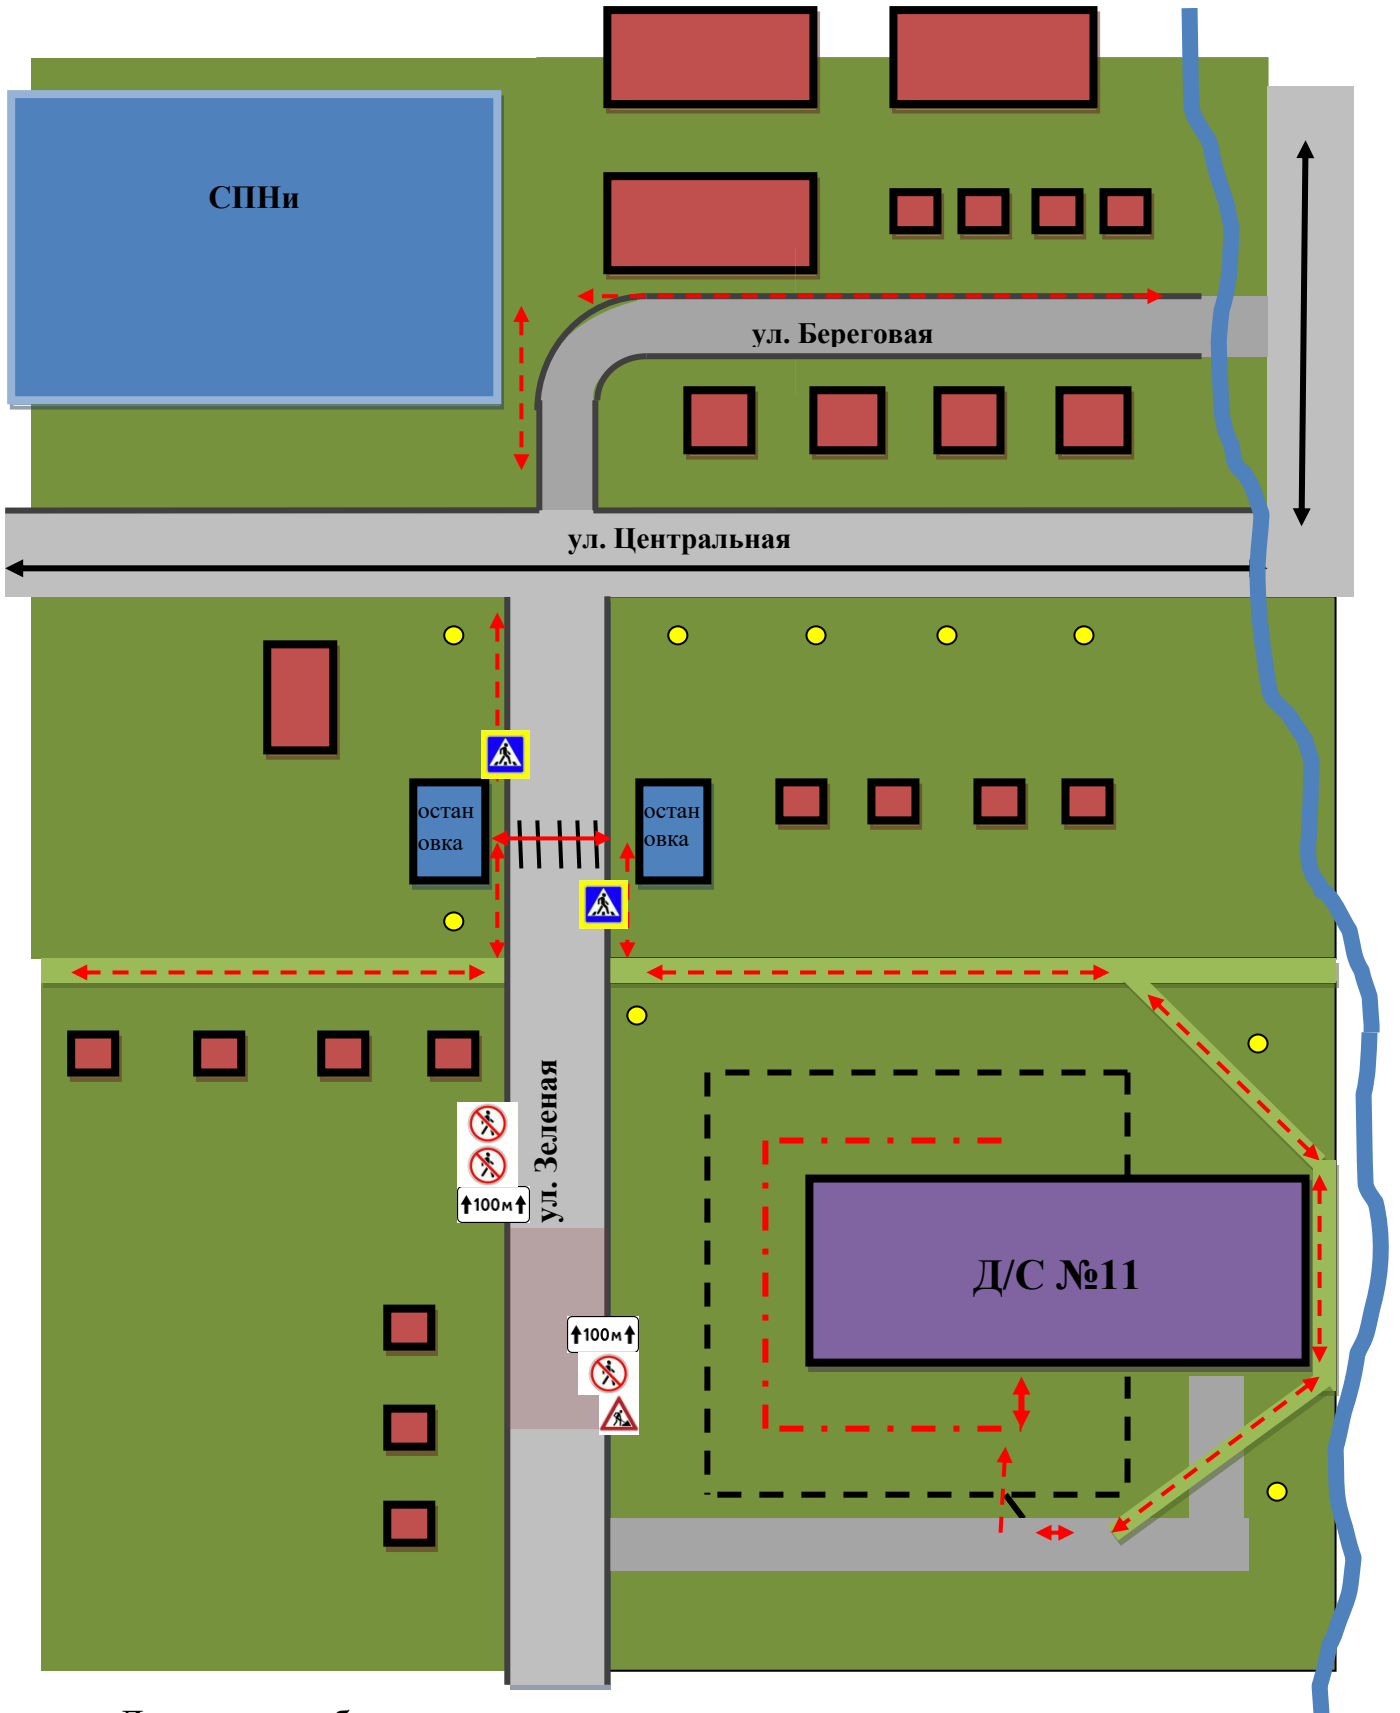 СПНи
ул. Береговая
ул. Центральная
остан
овка
остан
овка
ул. Зеленая
100м
100м
Д/С №11